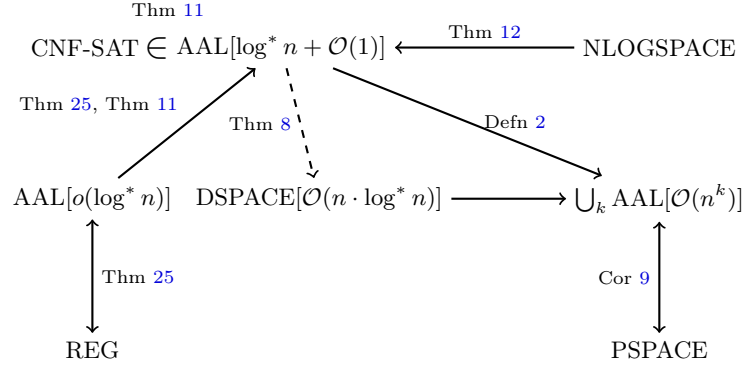 Thm 11
CNF-SAT ∈ AAL[log* n + 𝒪(1)]
Thm 12
NLOGSPACE
Thm 25, Thm 11
Thm 8
Defn 2
AAL[o(log* n)]
DSPACE[𝒪(n · log* n)]
⋃ₖ AAL[𝒪(nᵏ)]
Thm 25
Cor 9
REG
PSPACE